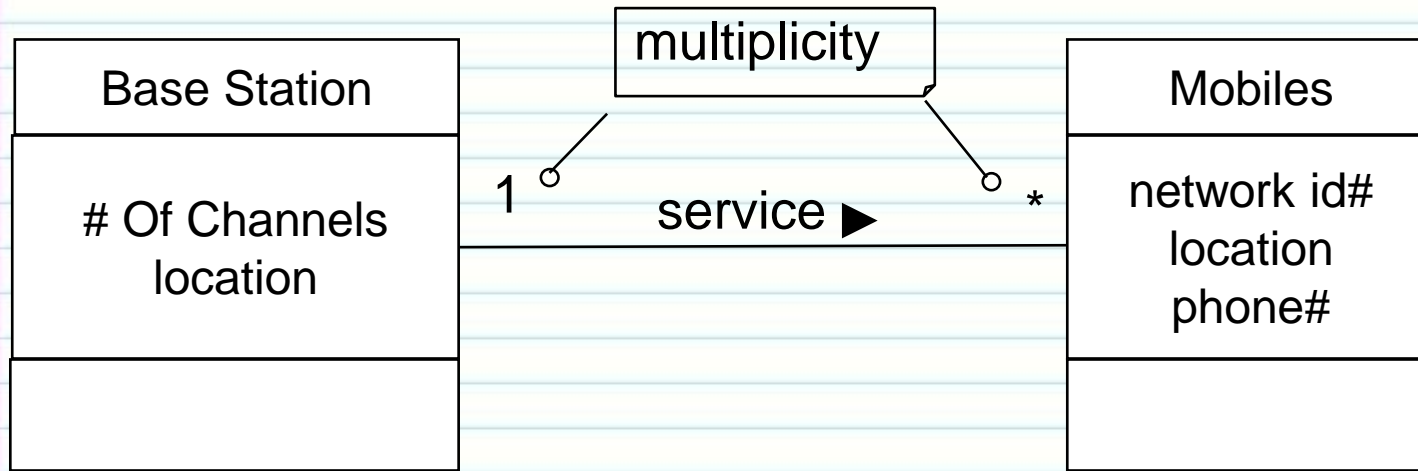 multiplicity
Base Station
Mobiles
# Of Channels
location
1
service ▶
*
network id#
location
phone#